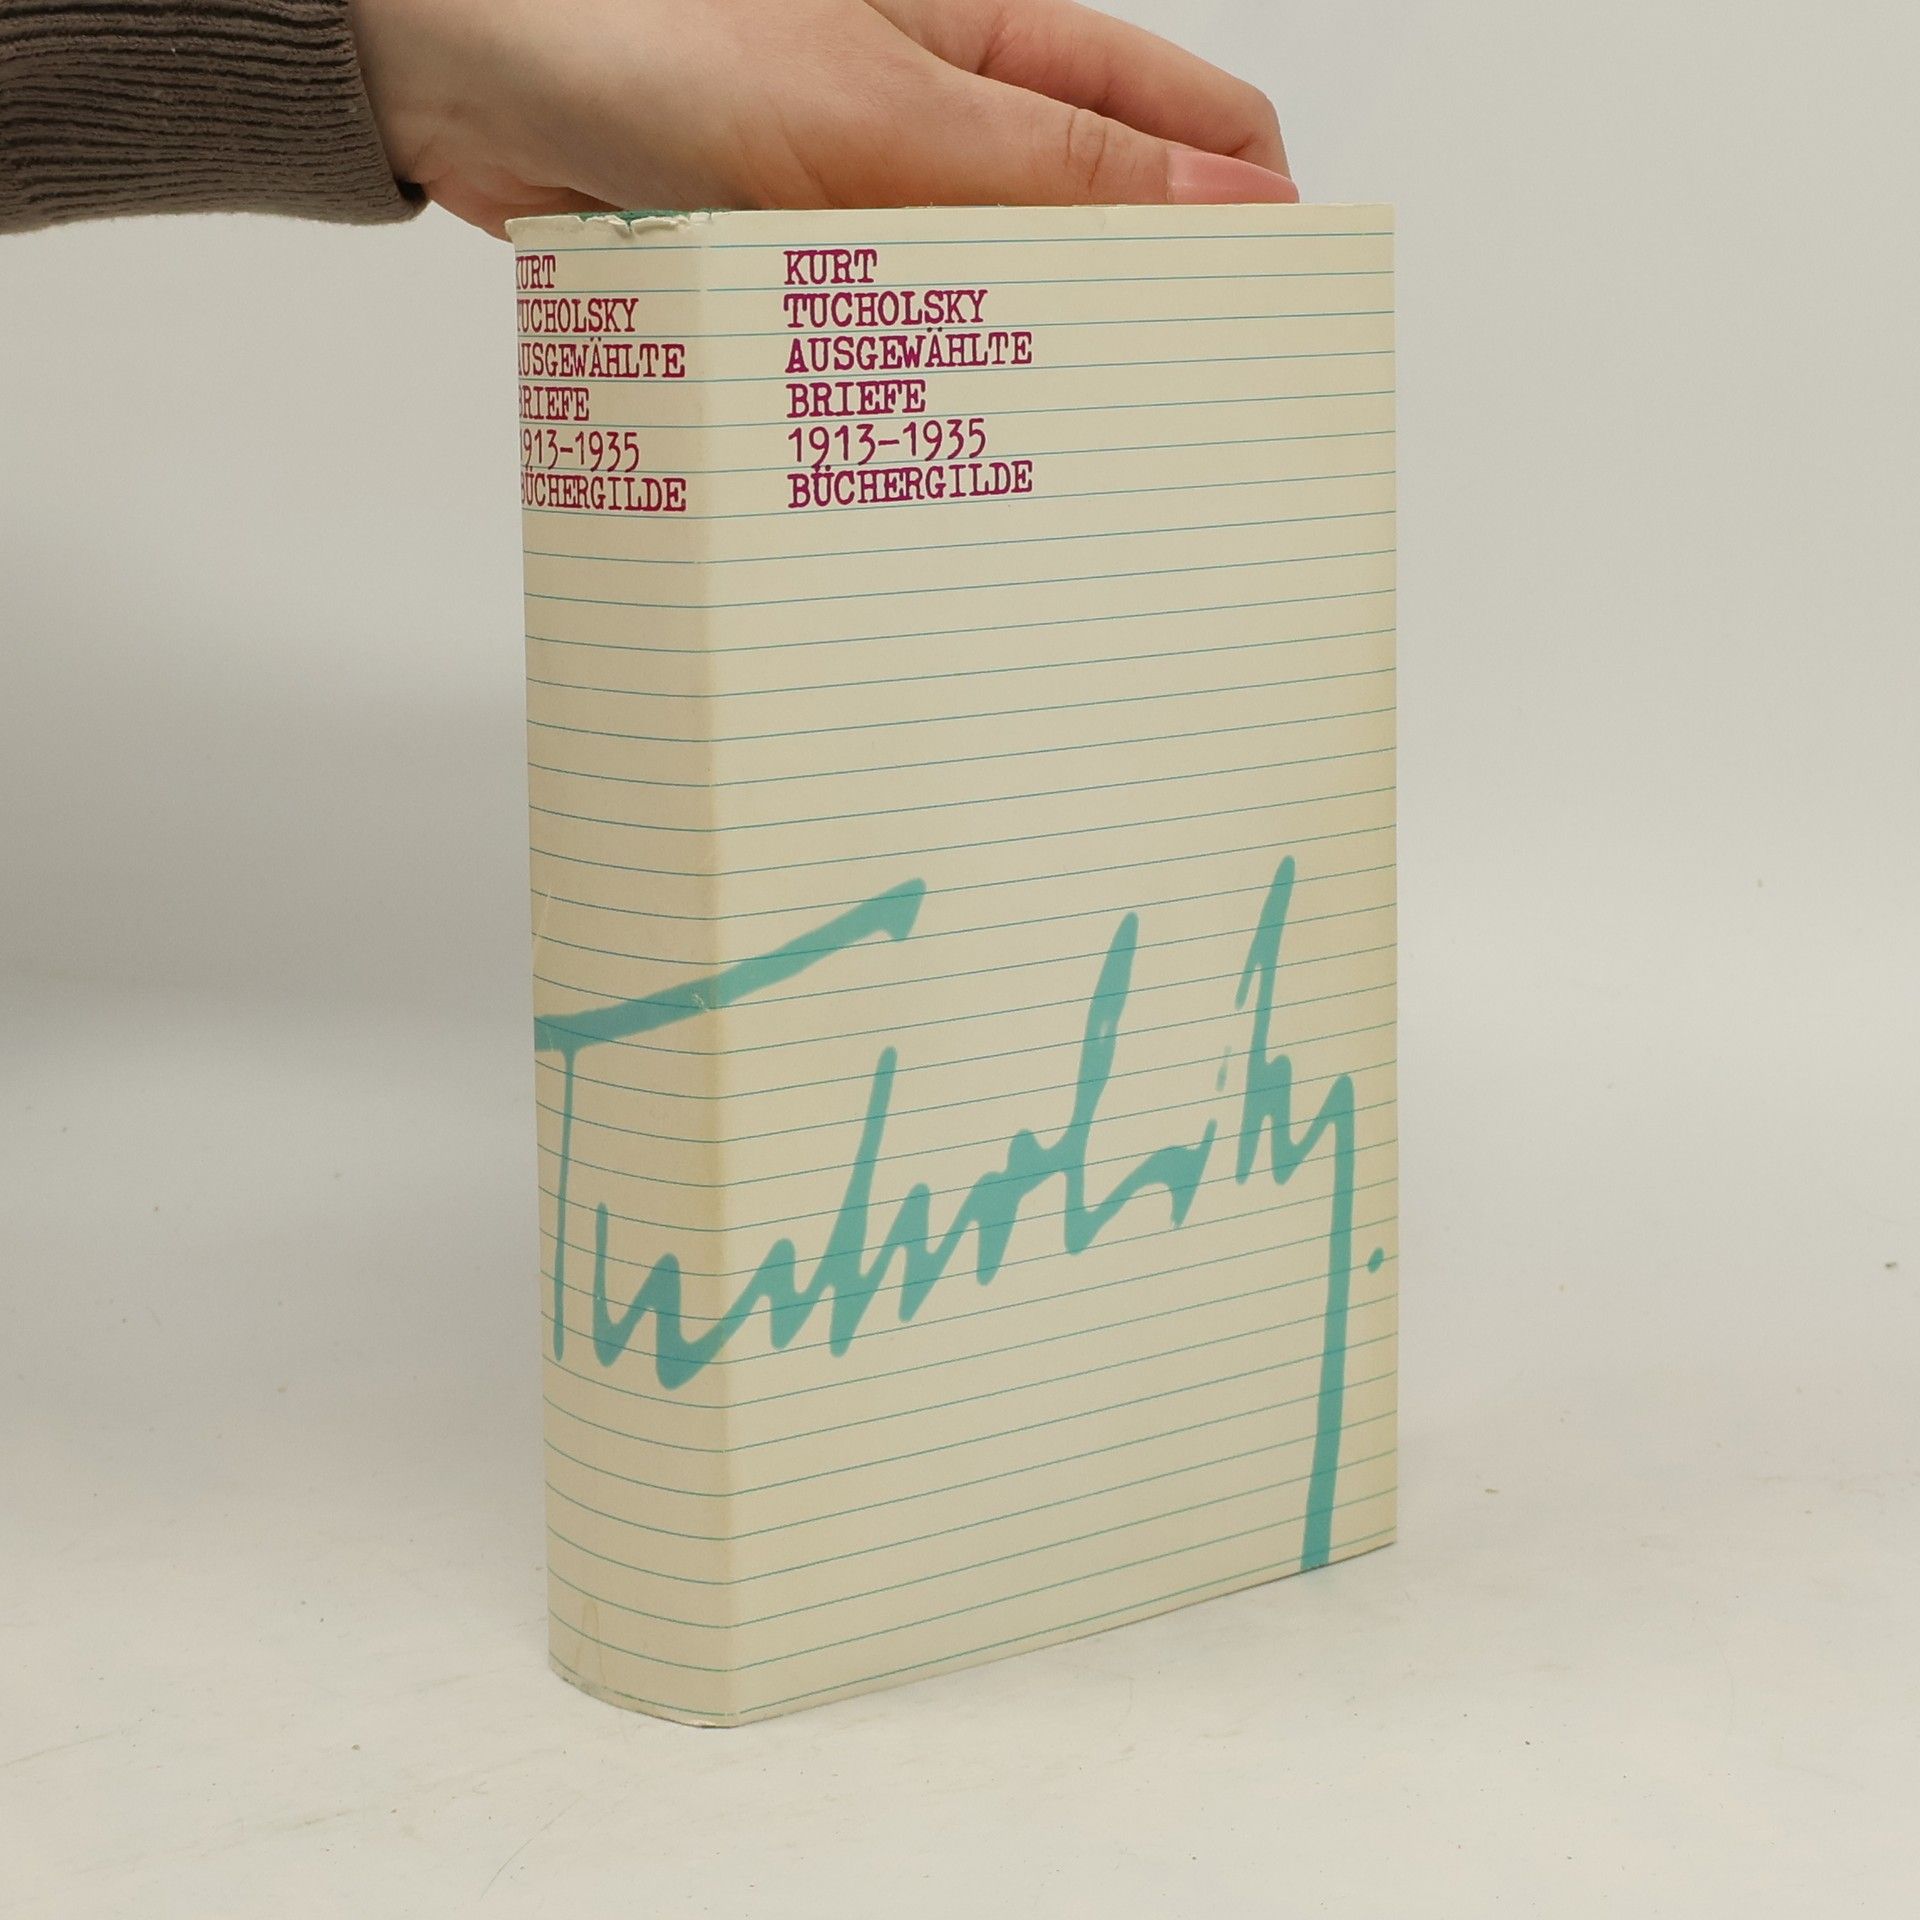 KURT
TUCHOLSKY
AUSGEWÄHLTE
BRIEFE
1913-1935
BÜCHERGILDE
KURT
TUCHOLSKY
AUSGEWÄHLTE
BRIEFE
1913-1935
BÜCHERGILDE
Tucholsky.